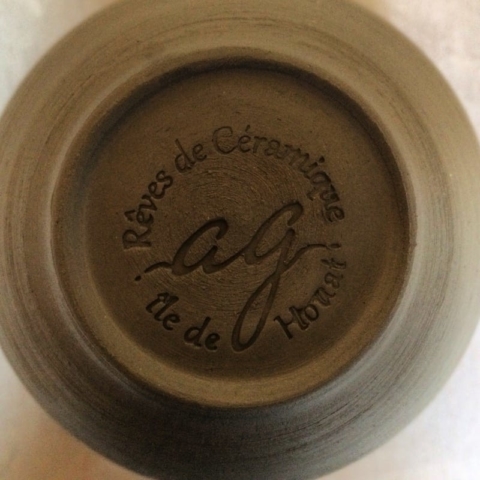 Rêves de Céramique
ag
île de Houat